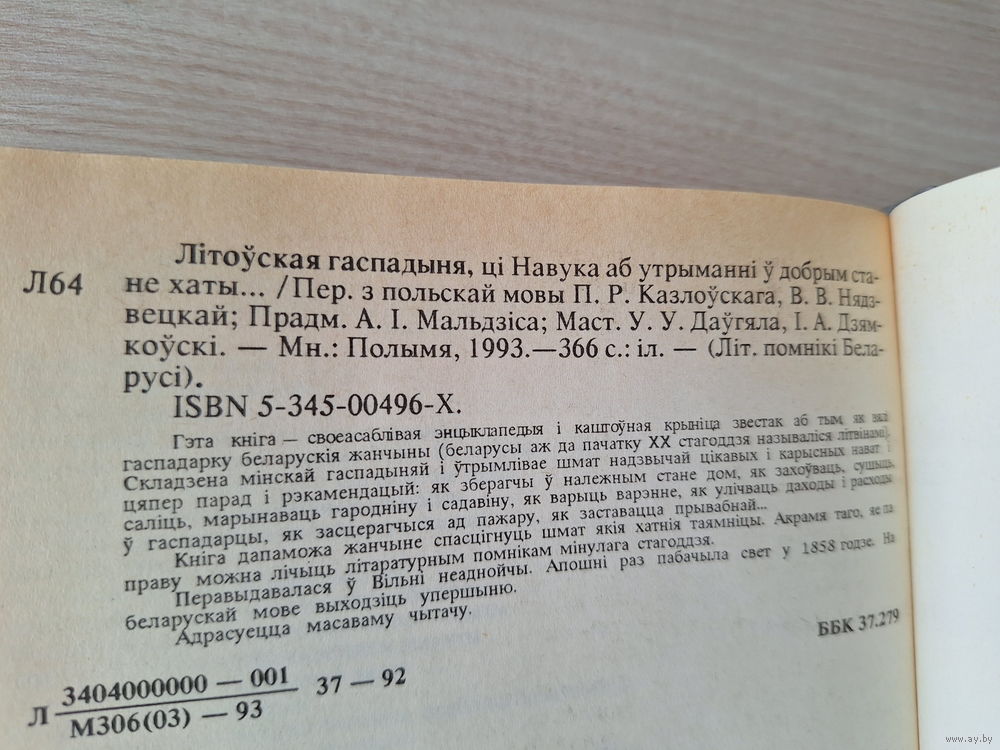 Літоўская гаспадыня, ці Навука аб утрыманні ў добрым ста-
Л64 не хаты... /Пер. з польскай мовы П. Р. Казлоўскага, В. В. Нядз-
вецкай; Прадм. А. І. Мальдзіса; Маст. У. У. Даўгяла, І. А. Дзям-
коўскі. — Мн.: Полымя, 1993.—366 с.: іл. — (Літ. помнікі Бела-
русі).
ISBN 5-345-00496-X.
Гэта кніга — своеасаблівая энцыклапедыя і каштоўная крыніца звестак аб тым, як вялі
гаспадарку беларускія жанчыны (беларусы аж да пачатку XX стагоддзя называліся літвінамі).
Складзена мінскай гаспадыняй і ўтрымлівае шмат надзвычай цікавых і карысных нават і
цяпер парад і рэкамендацый: як зберагчы ў належным стане дом, як захоўваць, сушыць,
саліць, марынаваць гародніну і садавіну, як варыць варэнне, як улічваць даходы і расходы
ў гаспадарцы, як засцерагчыся ад пажару, як заставацца прывабнай...
Кніга дапаможа жанчыне спасцігнуць шмат якія хатнія таямніцы. Акрамя таго, яе па
праву можна лічыць літаратурным помнікам мінулага стагоддзя.
Перавыдавалася ў Вільні неаднойчы. Апошні раз пабачыла свет у 1858 годзе. На
беларускай мове выходзіць упершыню.
Адрасуецца масаваму чытачу.
ББК 37.279
Л 3404000000 — 001 37 — 92
М306(03) — 93
www.ay.by